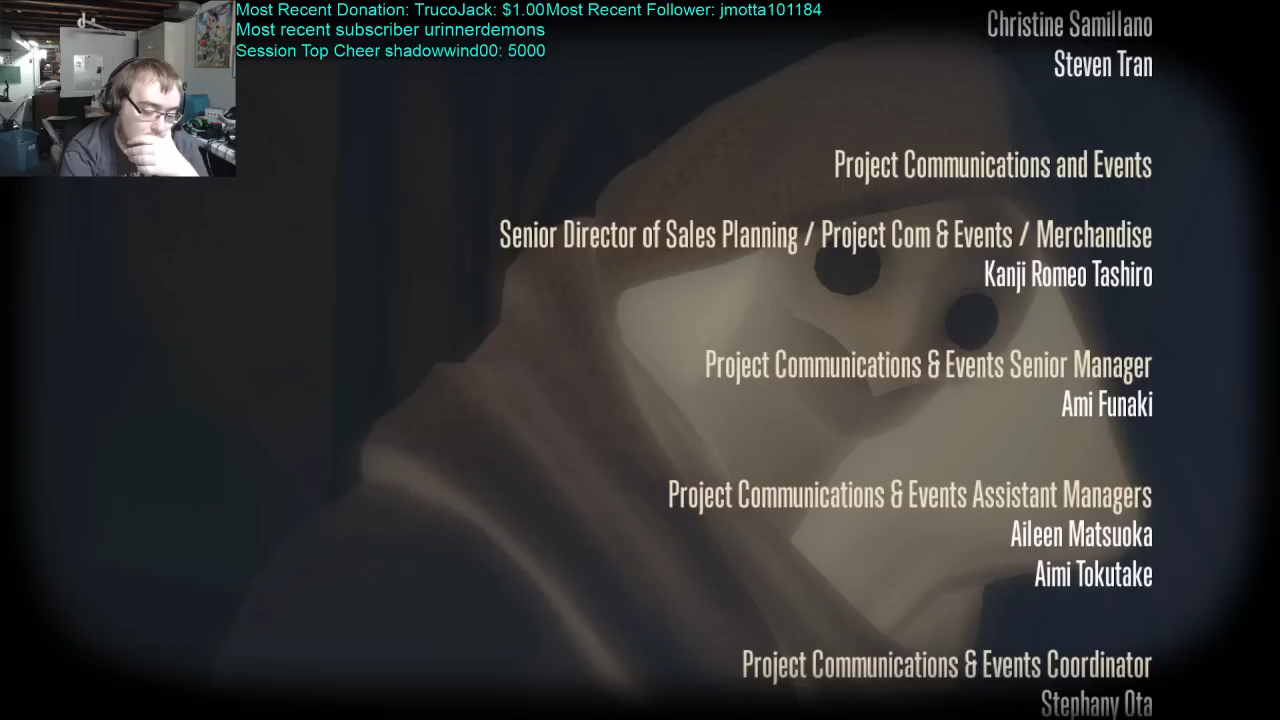 Most Recent Donation: TrucoJack: $1.00Most Recent Follower: jmotta101184
Most recent subscriber urinnerdemons
Session Top Cheer shadowwind00: 5000
Christine Samillano
Steven Tran
Project Communications and Events
Senior Director of Sales Planning / Project Com & Events / Merchandise
Kanji Romeo Tashiro
Project Communications & Events Senior Manager
Ami Funaki
Project Communications & Events Assistant Managers
Aileen Matsuoka
Aimi Tokutake
Project Communications & Events Coordinator
Stephany Ota